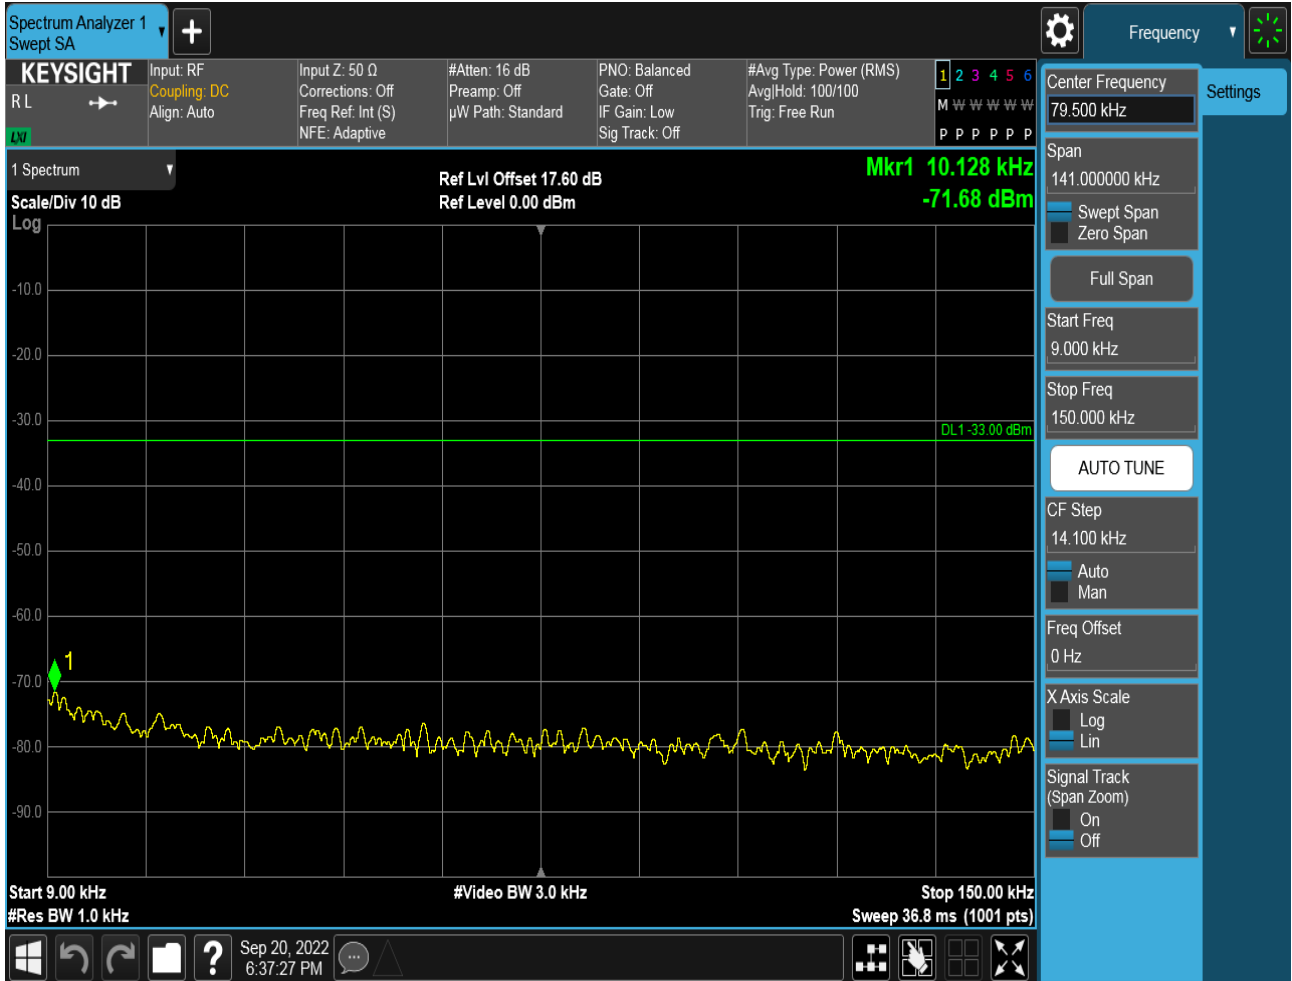 Spectrum Analyzer 1
Swept SA
Frequency
KEYSIGHT
R L
LXI
Input: RF
Coupling: DC
Align: Auto
Input Z: 50 Ω
Corrections: Off
Freq Ref: Int (S)
NFE: Adaptive
#Atten: 16 dB
Preamp: Off
µW Path: Standard
PNO: Balanced
Gate: Off
IF Gain: Low
Sig Track: Off
#Avg Type: Power (RMS)
Avg|Hold: 100/100
Trig: Free Run
1 2 3 4 5 6
M W W W W W
P P P P P P
1 Spectrum
Scale/Div 10 dB
Log
Ref Lvl Offset 17.60 dB
Ref Level 0.00 dBm
Mkr1 10.128 kHz
-71.68 dBm
-10.0
-20.0
-30.0
DL1 -33.00 dBm
-40.0
-50.0
-60.0
1
-70.0
-80.0
-90.0
Start 9.00 kHz
#Video BW 3.0 kHz
Stop 150.00 kHz
#Res BW 1.0 kHz
Sweep 36.8 ms (1001 pts)
?
Sep 20, 2022
6:37:27 PM
Center Frequency
79.500 kHz
Settings
Span
141.000000 kHz
Swept Span
Zero Span
Full Span
Start Freq
9.000 kHz
Stop Freq
150.000 kHz
AUTO TUNE
CF Step
14.100 kHz
Auto
Man
Freq Offset
0 Hz
X Axis Scale
Log
Lin
Signal Track
(Span Zoom)
On
Off